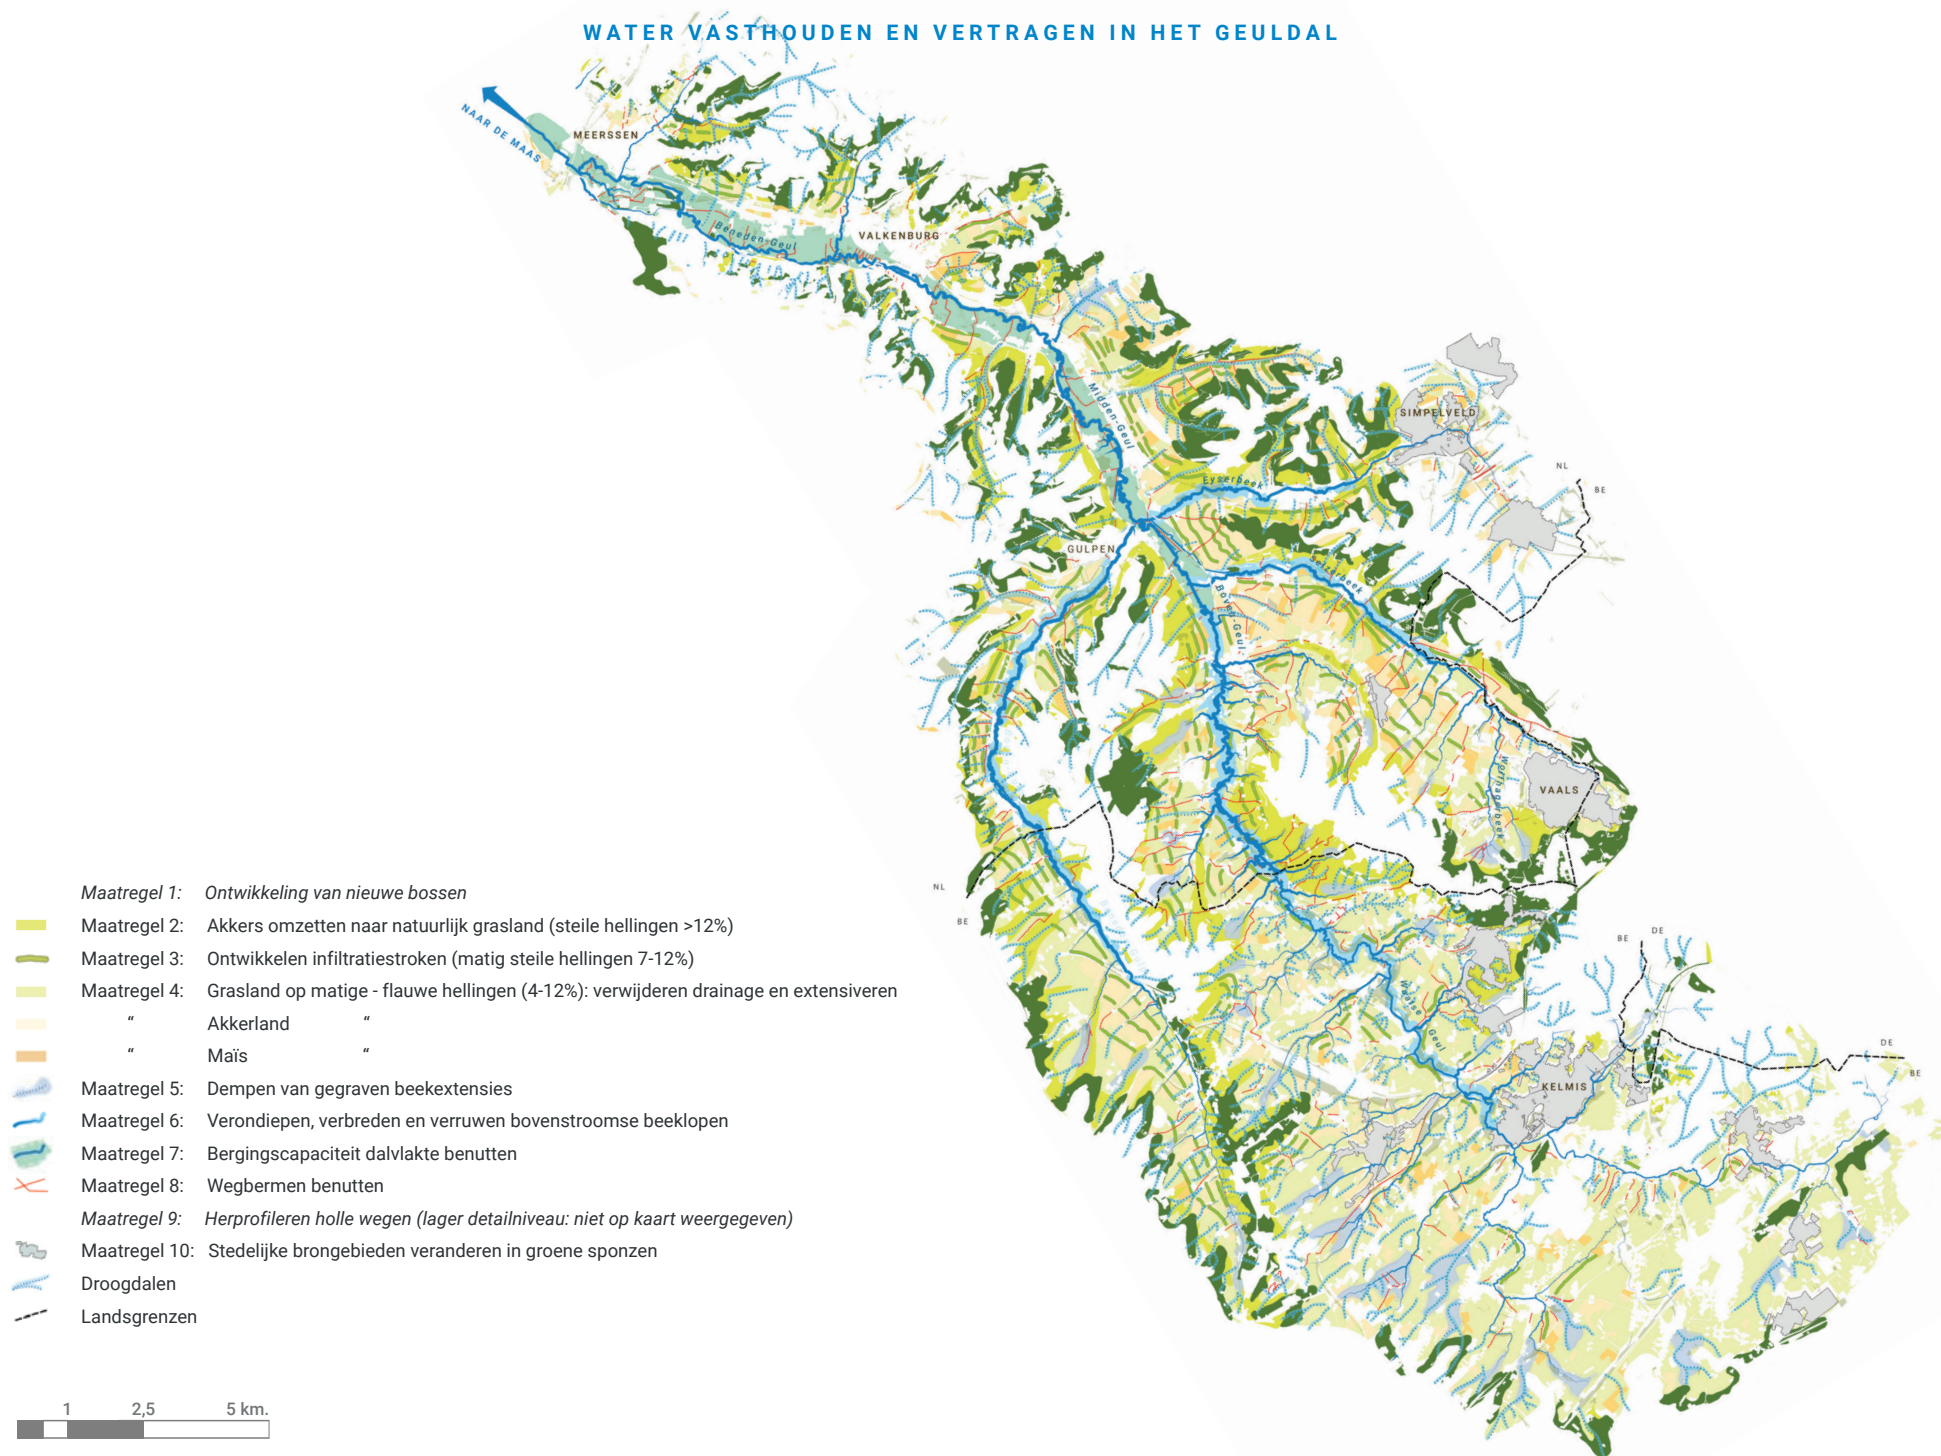 WATER VASTHOUDEN EN VERTRAGEN IN HET GEULDAL
NAAR DE MAAS
MEERSSEN
Beneden-Geul
VALKENBURG
Midden-Geul
SIMPELVELD
NL
BE
Eyserbeek
GULPEN
Selzerbeek
Boven-Geul
VAALS
NL
BE
BE
DE
Geul
KELMIS
DE
BE
Maatregel 1: Ontwikkeling van nieuwe bossen
Maatregel 2: Akkers omzetten naar natuurlijk grasland (steile hellingen >12%)
Maatregel 3: Ontwikkelen infiltratiestroken (matig steile hellingen 7-12%)
Maatregel 4: Grasland op matige - flauwe hellingen (4-12%): verwijderen drainage en extensiveren
“ Akkerland “
“ Maïs “
Maatregel 5: Dempen van gegraven beekextensies
Maatregel 6: Verondiepen, verbreden en verruwen bovenstroomse beeklopen
Maatregel 7: Bergingscapaciteit dalvlakte benutten
Maatregel 8: Wegbermen benutten
Maatregel 9: Herprofileren holle wegen (lager detailniveau: niet op kaart weergegeven)
Maatregel 10: Stedelijke brongebieden veranderen in groene sponzen
Droogdalen
Landsgrenzen
1 2,5 5 km.